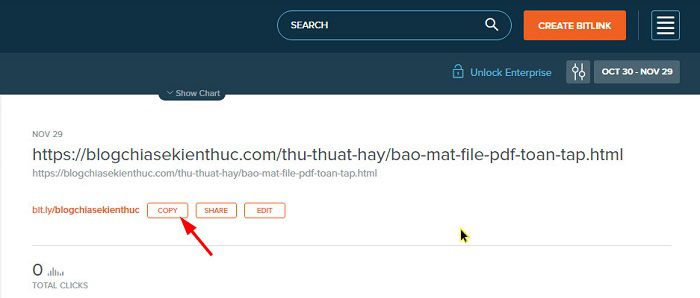 SEARCH
CREATE BITLINK
Unlock Enterprise
OCT 30 - NOV 29
Show Chart
NOV 29
https://blogchiasekienthuc.com/thu-thuat-hay/bao-mat-file-pdf-toan-tap.html
https://blogchiasekienthuc.com/thu-thuat-hay/bao-mat-file-pdf-toan-tap.html
bit.ly/blogchiasekienthuc COPY SHARE EDIT
0
TOTAL CLICKS